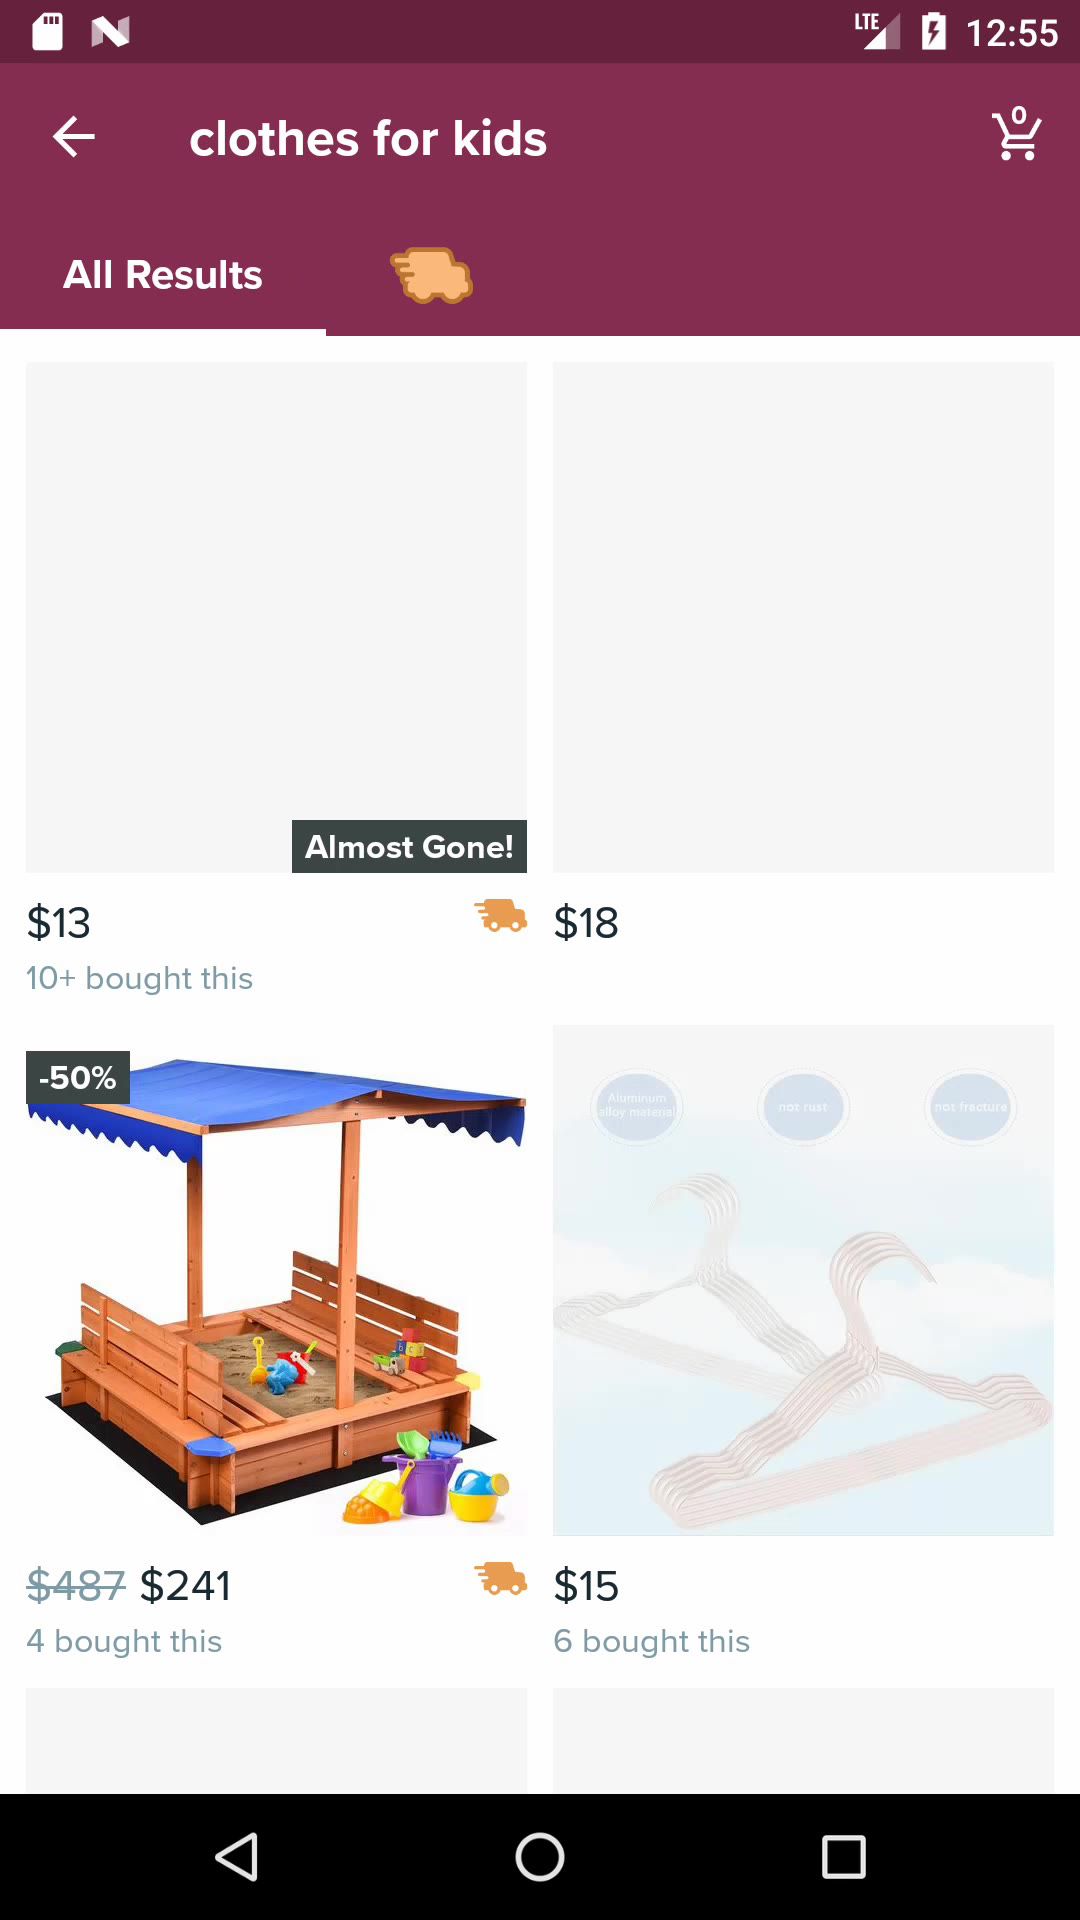 LTE 12:55
clothes for kids
0
All Results
Almost Gone!
$13
$18
10+ bought this
-50%
Aluminum
alloy material
not rust
not fracture
$487 $241
$15
4 bought this
6 bought this